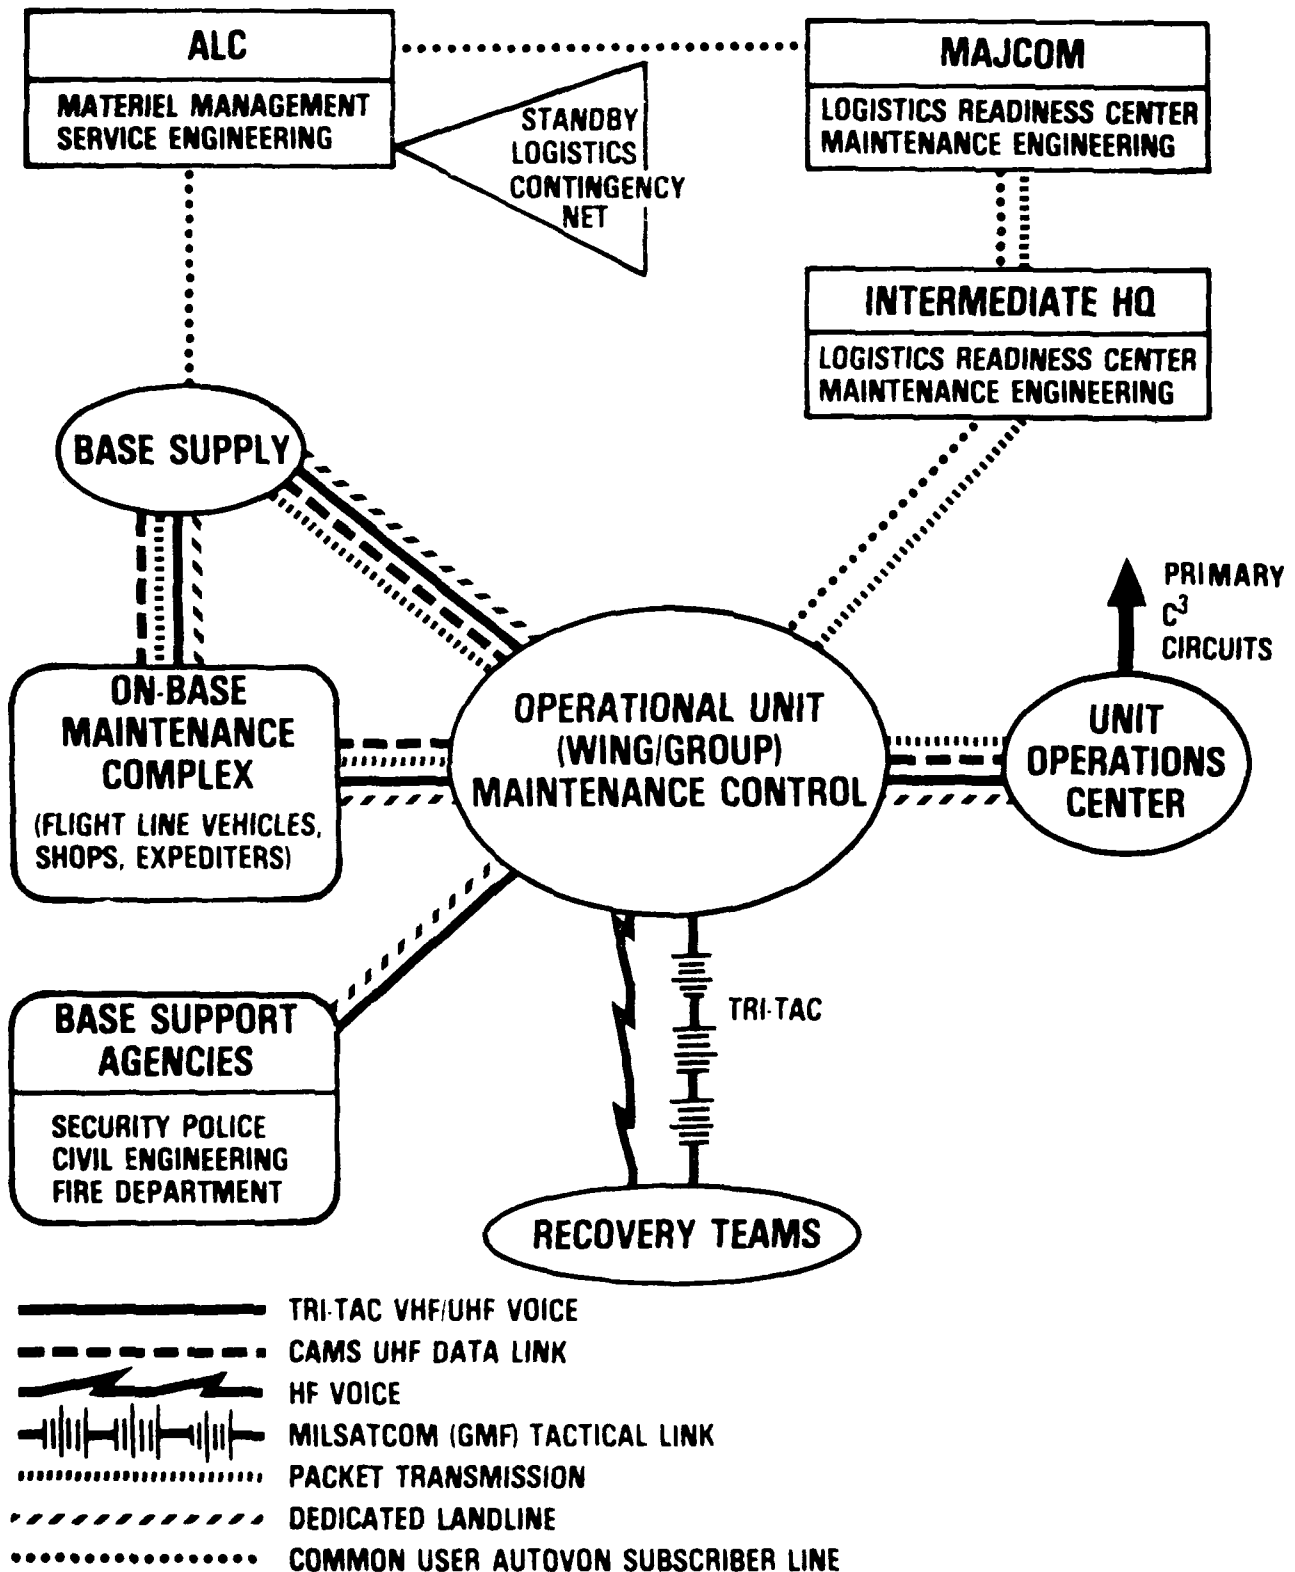 ALC
MATERIEL MANAGEMENT
SERVICE ENGINEERING
STANDBY
LOGISTICS
CONTINGENCY
NET
MAJCOM
LOGISTICS READINESS CENTER
MAINTENANCE ENGINEERING
INTERMEDIATE HQ
LOGISTICS READINESS CENTER
MAINTENANCE ENGINEERING
BASE SUPPLY
PRIMARY
C³
CIRCUITS
ON-BASE
MAINTENANCE
COMPLEX
(FLIGHT LINE VEHICLES,
SHOPS, EXPEDITERS)
OPERATIONAL UNIT
(WING/GROUP)
MAINTENANCE CONTROL
UNIT
OPERATIONS
CENTER
BASE SUPPORT
AGENCIES
SECURITY POLICE
CIVIL ENGINEERING
FIRE DEPARTMENT
TRI-TAC
RECOVERY TEAMS
TRI-TAC VHF/UHF VOICE
CAMS UHF DATA LINK
HF VOICE
MILSATCOM (GMF) TACTICAL LINK
PACKET TRANSMISSION
DEDICATED LANDLINE
COMMON USER AUTOVON SUBSCRIBER LINE